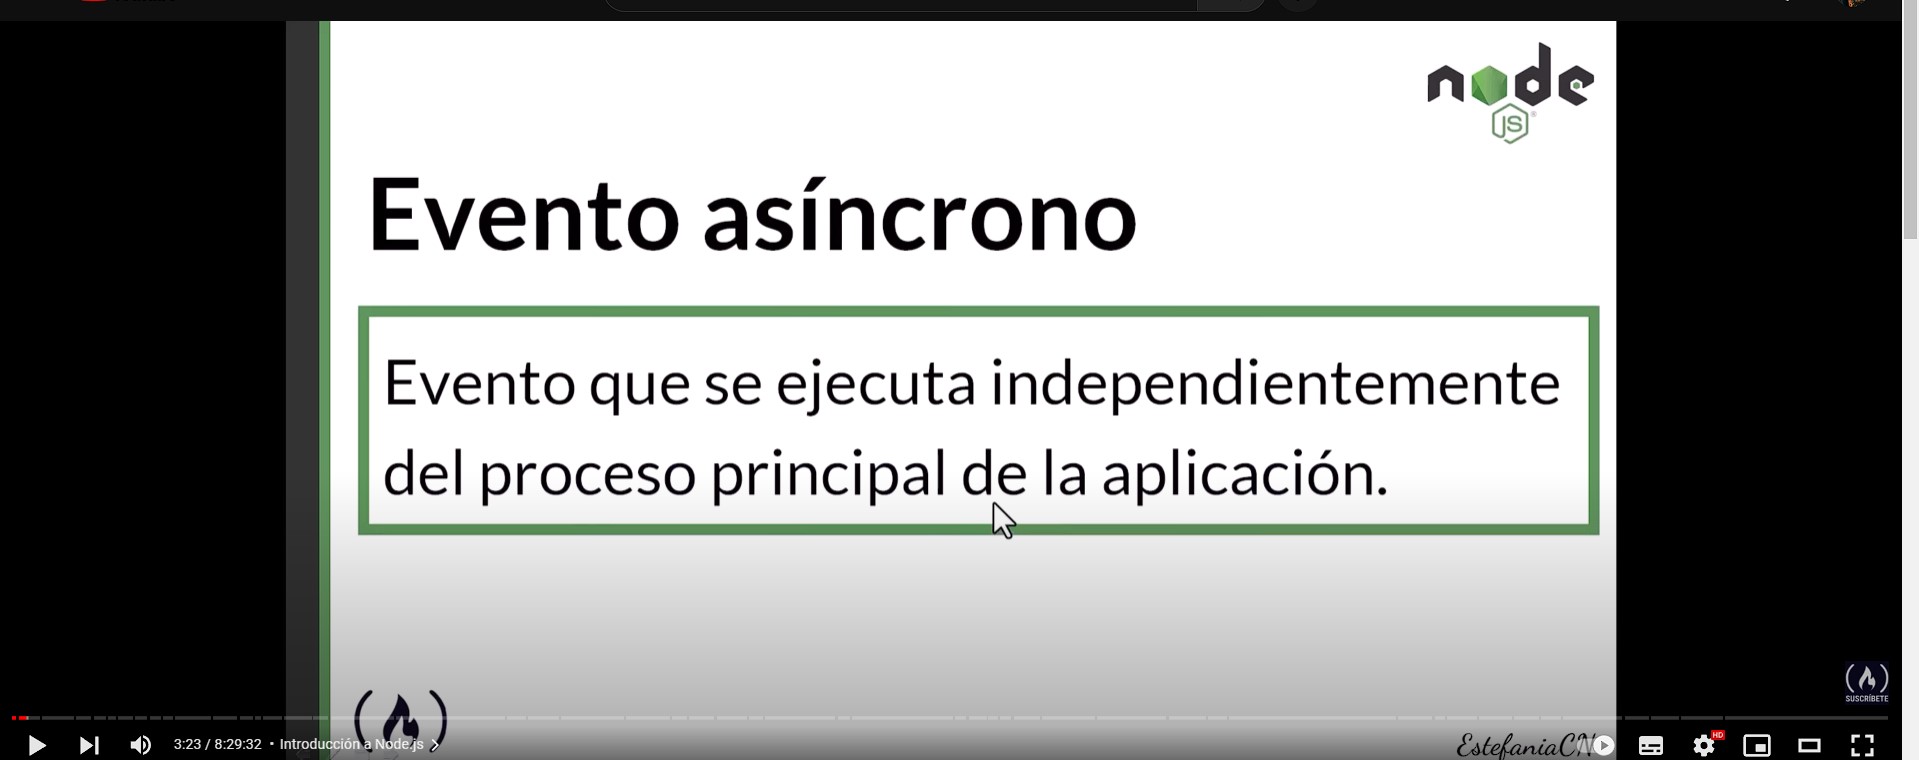 node
JS
Evento asíncrono
Evento que se ejecuta independientemente
del proceso principal de la aplicación.
SUSCRÍBETE
3:23 / 8:29:32 • Introducción a Node.js
EstefaniaCN
HD